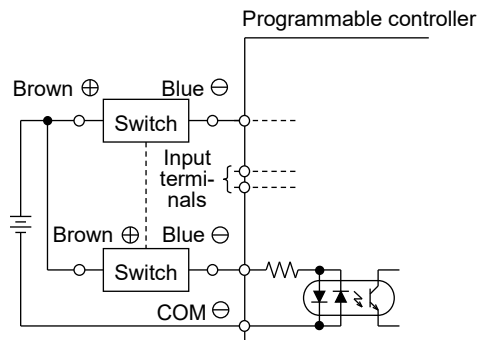 Programmable controller
Brown ⊕
Blue ⊖
Switch
Input
termi-
nals
Brown ⊕
Blue ⊖
Switch
COM ⊖